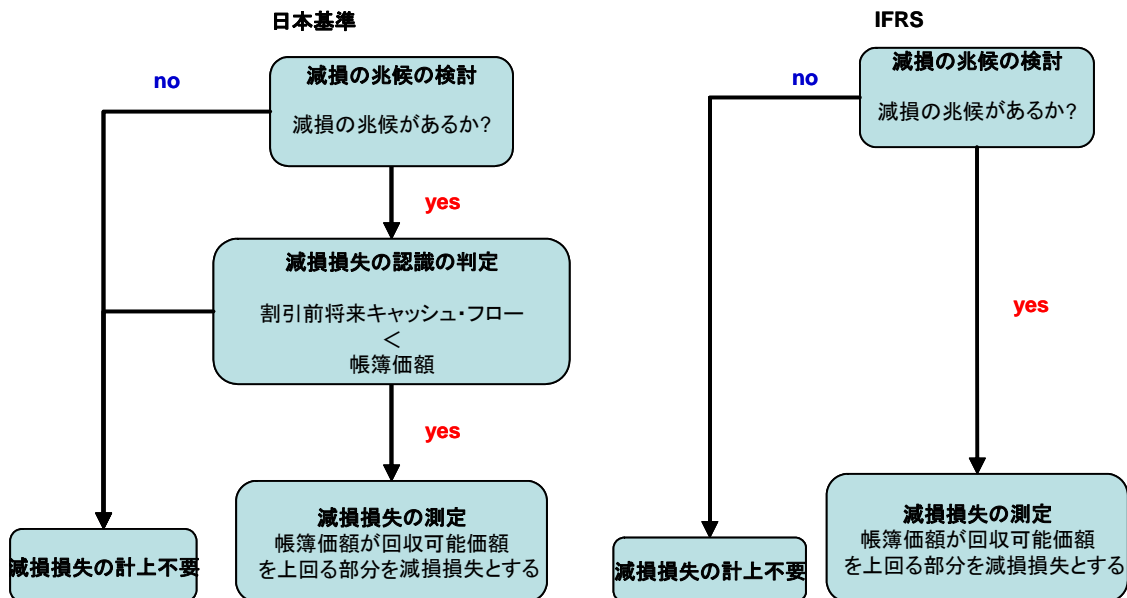 日本基準
no
減損の兆候の検討
減損の兆候があるか?
yes
減損損失の認識の判定
割引前将来キャッシュ・フロー
<
帳簿価額
yes
減損損失の測定
帳簿価額が回収可能価額
を上回る部分を減損損失とする
減損損失の計上不要
IFRS
no
減損の兆候の検討
減損の兆候があるか?
yes
減損損失の測定
帳簿価額が回収可能価額
を上回る部分を減損損失とする
減損損失の計上不要